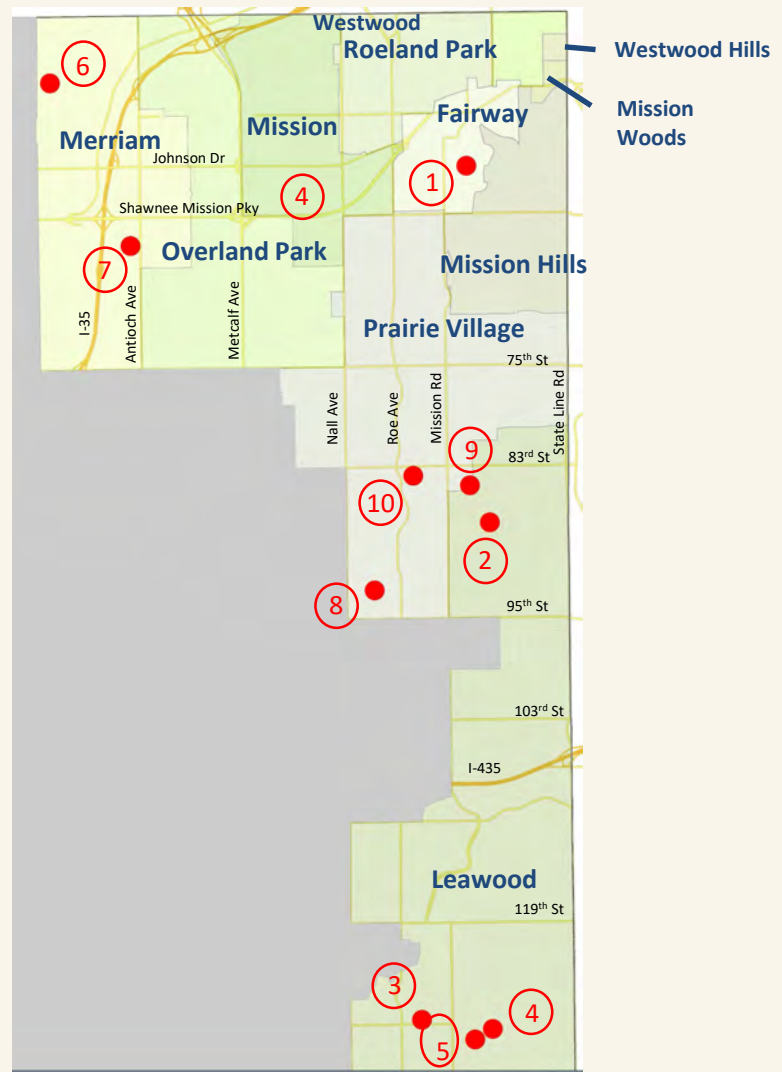 Westwood
Roeland Park
Westwood Hills
6
Fairway
Mission
Woods
Mission
Merriam
Johnson Dr
1
4
Shawnee Mission Pky
Overland Park
Mission Hills
7
I-35
Antioch Ave
Metcalf Ave
Prairie Village
75th St
Nall Ave
Roe Ave
Mission Rd
State Line Rd
9
83rd St
10
2
8
95th St
103rd St
I-435
Leawood
119th St
3
4
5